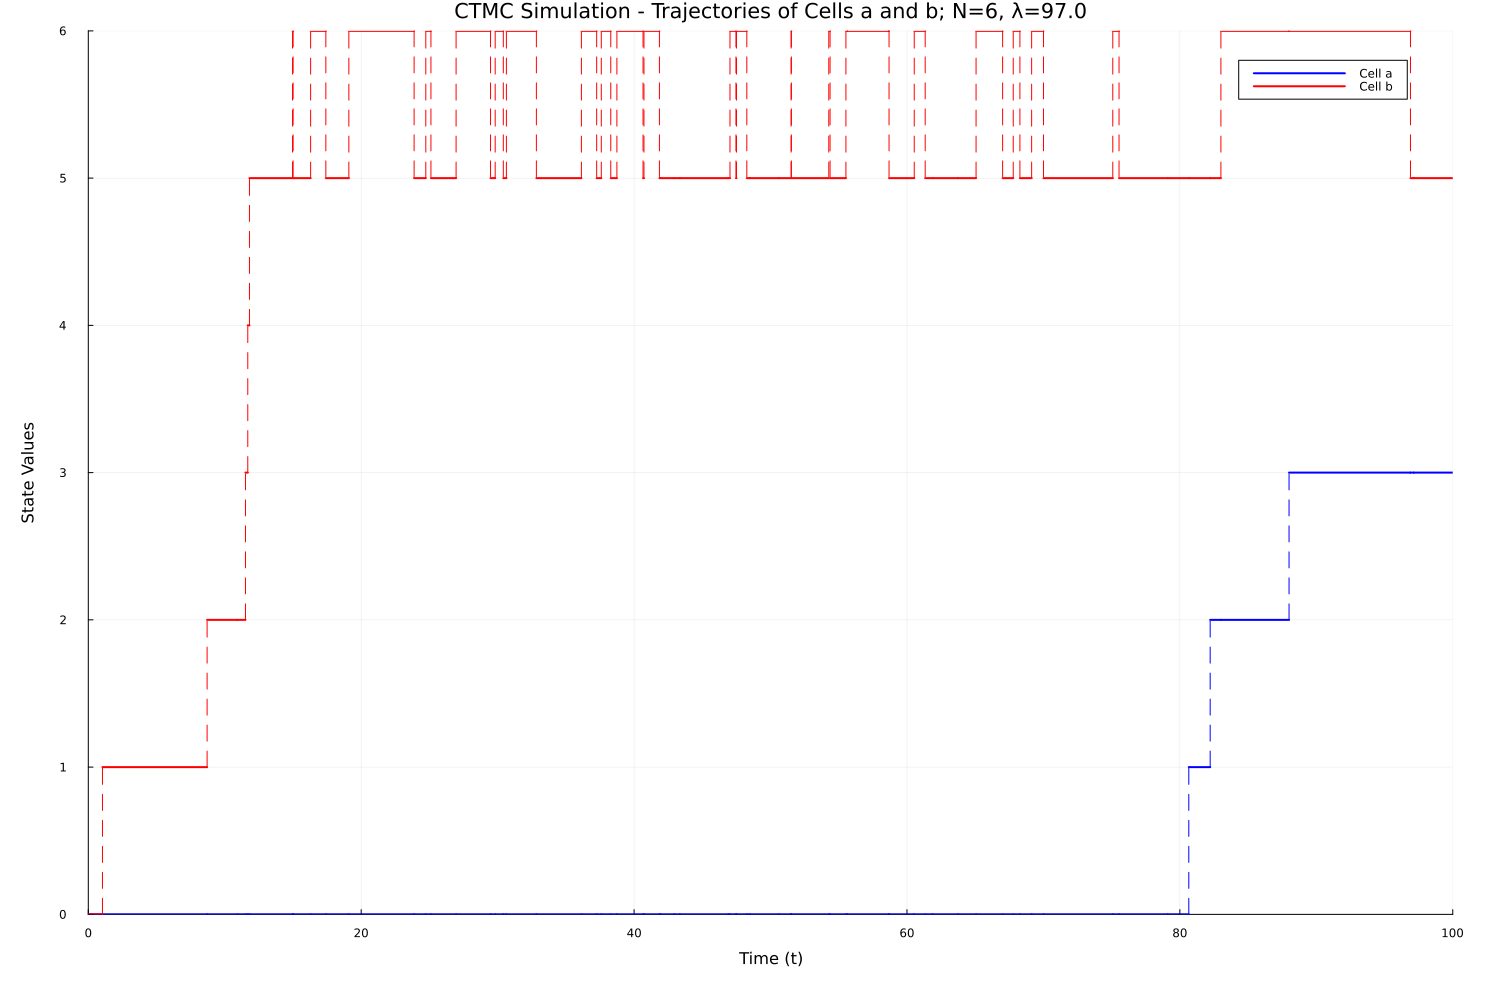 CTMC Simulation - Trajectories of Cells a and b; N=6, λ=97.0
6
Cell a
Cell b
5
4
State Values
3
2
1
0
0 20 40 60 80 100
Time (t)